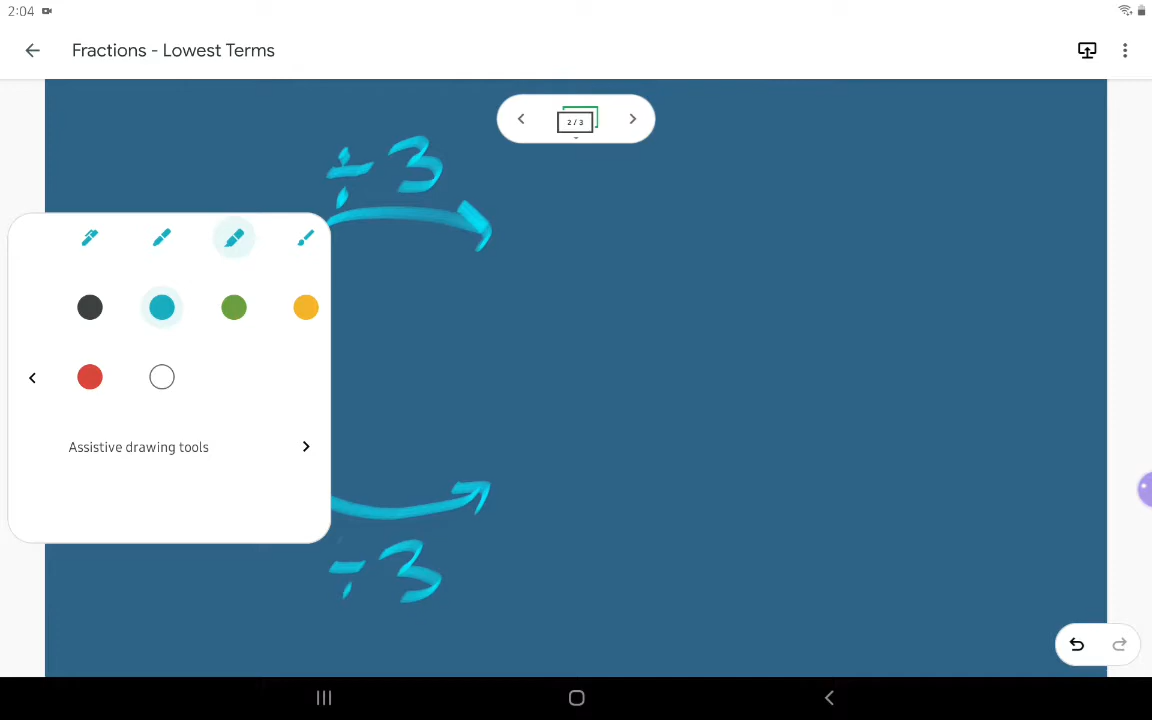 2:04
Fractions - Lowest Terms
2 / 3
÷ 3
Assistive drawing tools
÷ 3